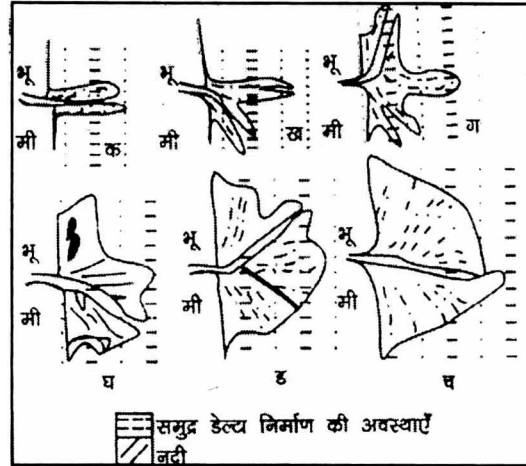 भू
मी
क
भू
मी
ख
भू
मी
ग
भू
मी
घ
भू
मी
ड
भू
मी
च
समुद्र डेल्टा निर्माण की अवस्थाएँ
नदी